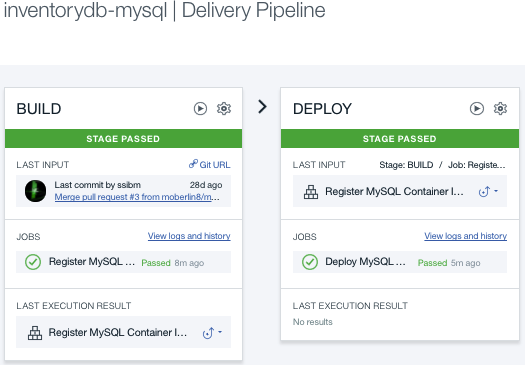 inventorydb-mysql | Delivery Pipeline
BUILD
STAGE PASSED
LAST INPUT
Git URL
Last commit by ssibm
28d ago
Merge pull request #3 from moberlin8/m...
JOBS
View logs and history
Register MySQL ...
Passed 8m ago
LAST EXECUTION RESULT
Register MySQL Container I...
DEPLOY
STAGE PASSED
LAST INPUT
Stage: BUILD / Job: Registe...
Register MySQL Container I...
JOBS
View logs and history
Deploy MySQL ...
Passed 5m ago
LAST EXECUTION RESULT
No results